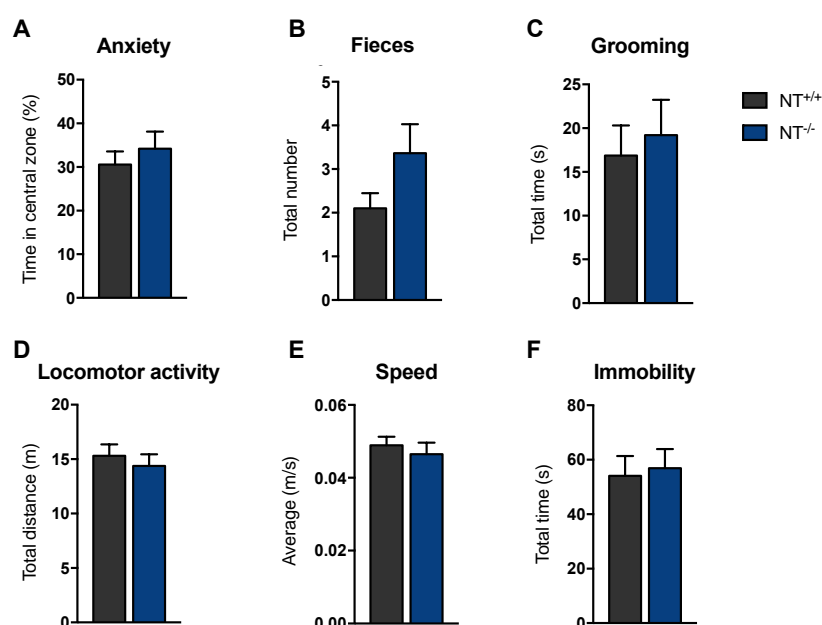 A
Anxiety
Time in central zone (%)
50
40
30
20
10
0
B
Fieces
Total number
5
4
3
2
1
0
C
Grooming
Total time (s)
25
20
15
10
5
0
NT+/+
NT-/-
D
Locomotor activity
Total distance (m)
20
15
10
5
0
E
Speed
Average (m/s)
0.06
0.04
0.02
0.00
F
Immobility
Total time (s)
80
60
40
20
0